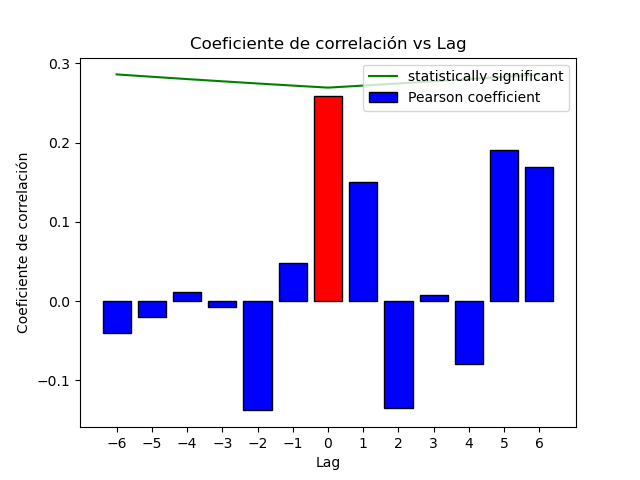 Coeficiente de correlación vs Lag
statistically significant
Pearson coefficient
Coeficiente de correlación
0.3
0.2
0.1
0.0
−0.1
−6 −5 −4 −3 −2 −1 0 1 2 3 4 5 6
Lag